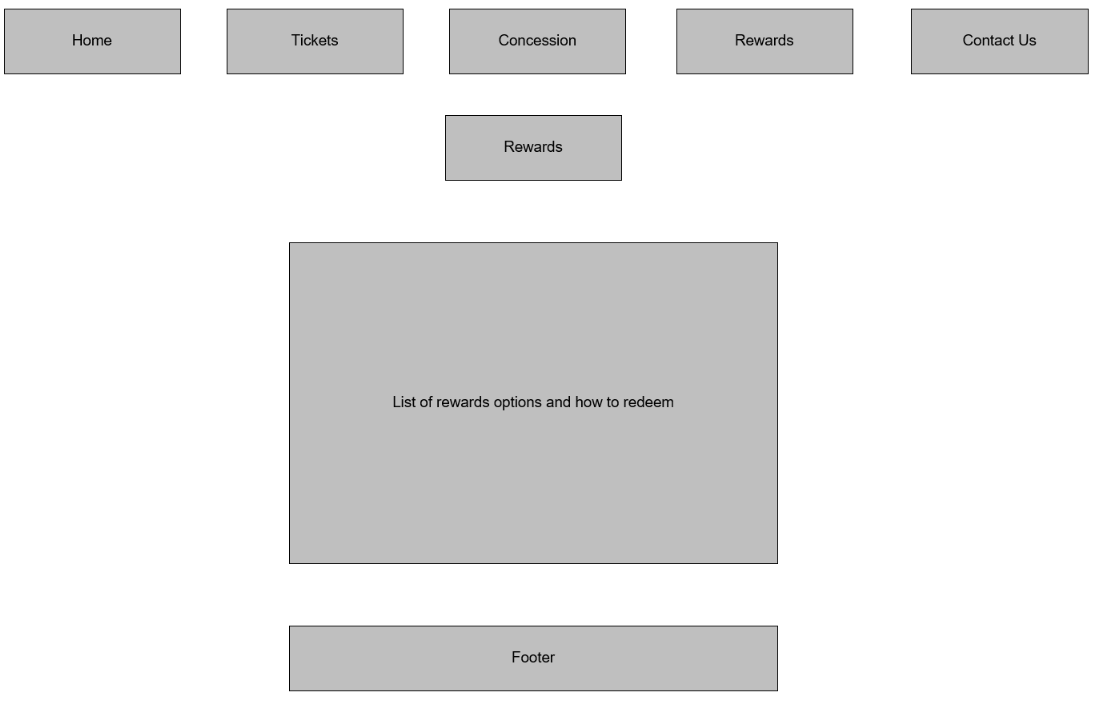 Home
Tickets
Concession
Rewards
Contact Us
Rewards
List of rewards options and how to redeem
Footer